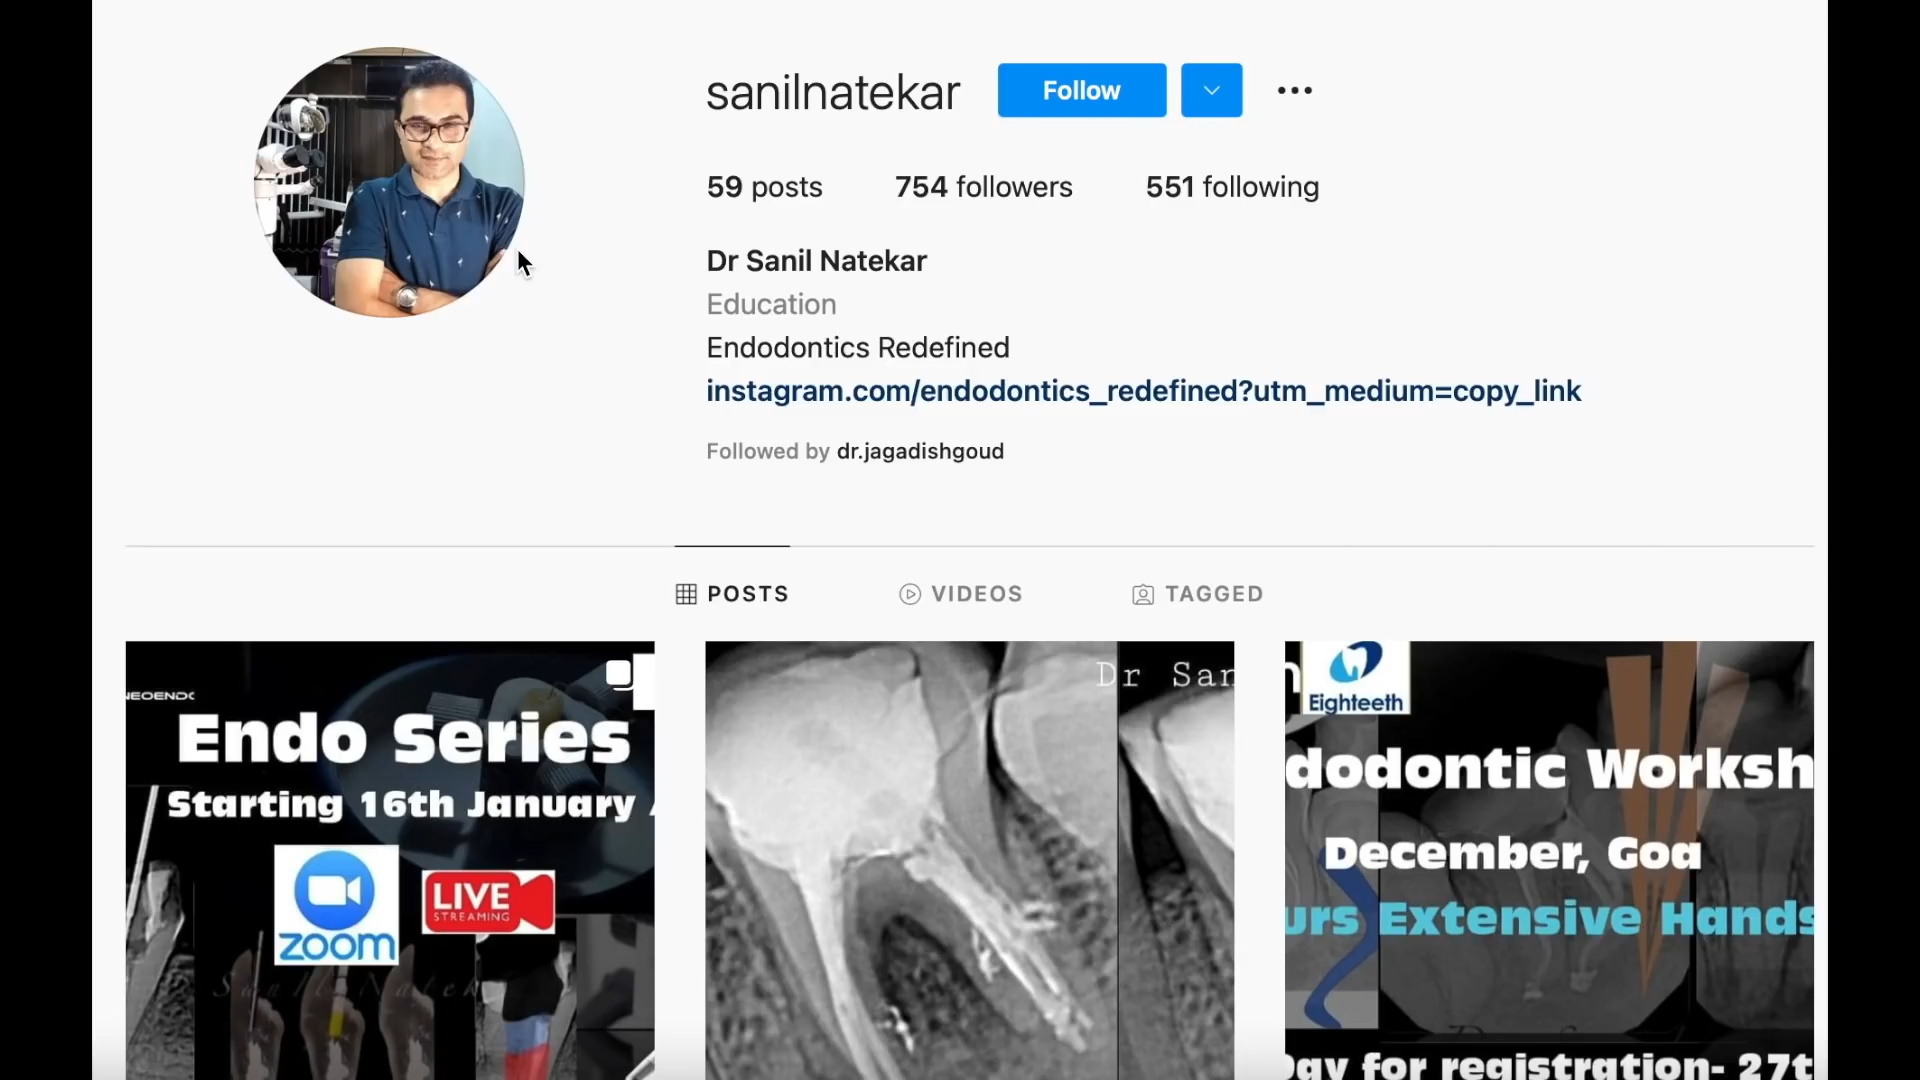 sanilnatekar Follow
59 posts 754 followers 551 following
Dr Sanil Natekar
Education
Endodontics Redefined
instagram.com/endodontics_redefined?utm_medium=copy_link
Followed by dr.jagadishgoud
POSTS VIDEOS TAGGED
Endo Series
Starting 16th January
zoom
LIVE
STREAMING
Dr San
Eighteeth
dodontic Worksh
December, Goa
urs Extensive Hands
Day for registration- 27t